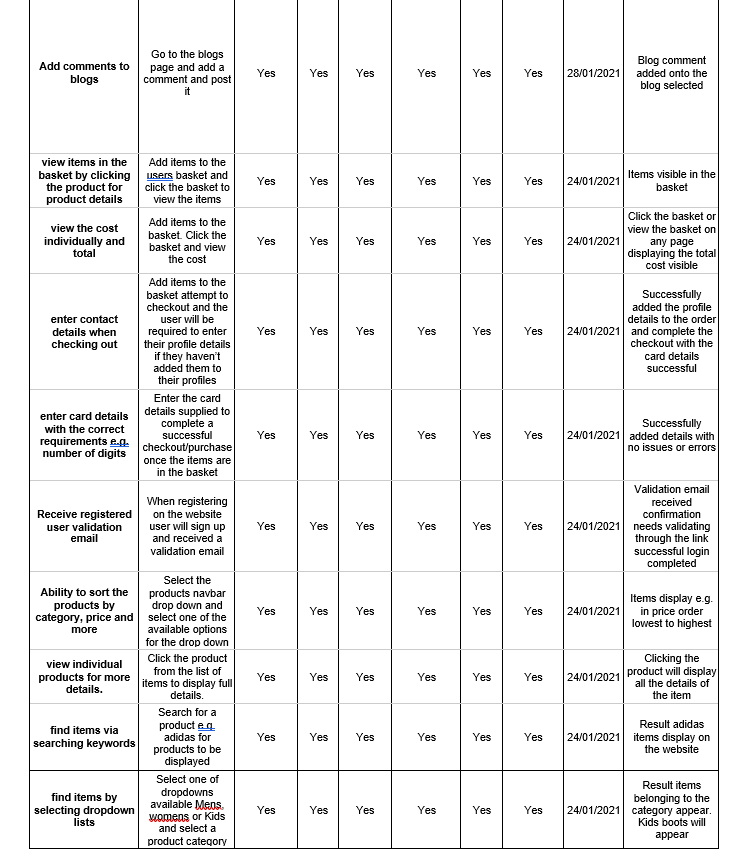 Add comments to
blogs
Go to the blogs
page and add a
comment and post
it
Yes
Yes
Yes
Yes
Yes
Yes
28/01/2021
Blog comment
added onto the
blog selected
view items in the
basket by clicking
the product for
product details
Add items to the
users basket and
click the basket to
view the items
Yes
Yes
Yes
Yes
Yes
Yes
24/01/2021
Items visible in the
basket
view the cost
individually and
total
Add items to the
basket. Click the
basket and view
the cost
Yes
Yes
Yes
Yes
Yes
Yes
24/01/2021
Click the basket or
view the basket on
any page
displaying the total
cost visible
enter contact
details when
checking out
Add items to the
basket attempt to
checkout and the
user will be
required to enter
their profile details
if they haven't
added them to
their profiles
Yes
Yes
Yes
Yes
Yes
Yes
24/01/2021
Successfully
added the profile
details to the order
and complete the
checkout with the
card details
successful
enter card details
with the correct
requirements e.g.
number of digits
Enter the card
details supplied to
complete a
successful
checkout/purchase
once the items are
in the basket
Yes
Yes
Yes
Yes
Yes
Yes
24/01/2021
Successfully
added details with
no issues or errors
Receive registered
user validation
email
When registering
on the website
user will sign up
and received a
validation email
Yes
Yes
Yes
Yes
Yes
Yes
24/01/2021
Validation email
received
confirmation
needs validating
through the link
successful login
completed
Ability to sort the
products by
category, price and
more
Select the
products navbar
drop down and
select one of the
available options
for the drop down
Yes
Yes
Yes
Yes
Yes
Yes
24/01/2021
Items display e.g.
in price order
lowest to highest
view individual
products for more
details.
Click the product
from the list of
items to display full
details.
Yes
Yes
Yes
Yes
Yes
Yes
24/01/2021
Clicking the
product will display
all the details of
the item
find items via
searching keywords
Search for a
product e.g.
adidas for
products to be
displayed
Yes
Yes
Yes
Yes
Yes
Yes
24/01/2021
Result adidas
items display on
the website
find items by
selecting dropdown
lists
Select one of
dropdowns
available Mens,
womens or Kids
and select a
product category
Yes
Yes
Yes
Yes
Yes
Yes
24/01/2021
Result items
belonging to the
category appear.
Kids boots will
appear